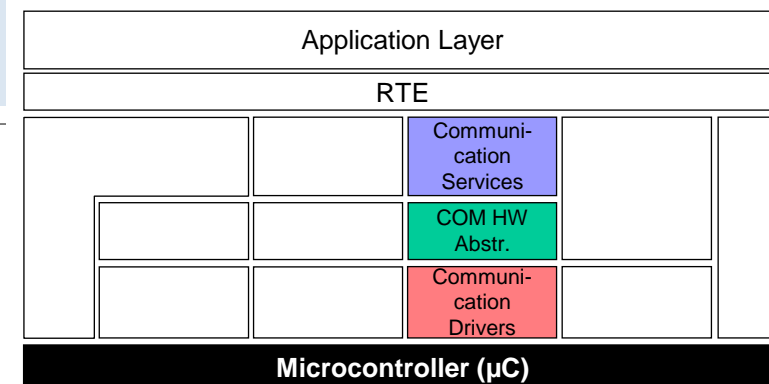 Application Layer
RTE
Communi-
cation
Services
COM HW
Abstr.
Communi-
cation
Drivers
Microcontroller (µC)